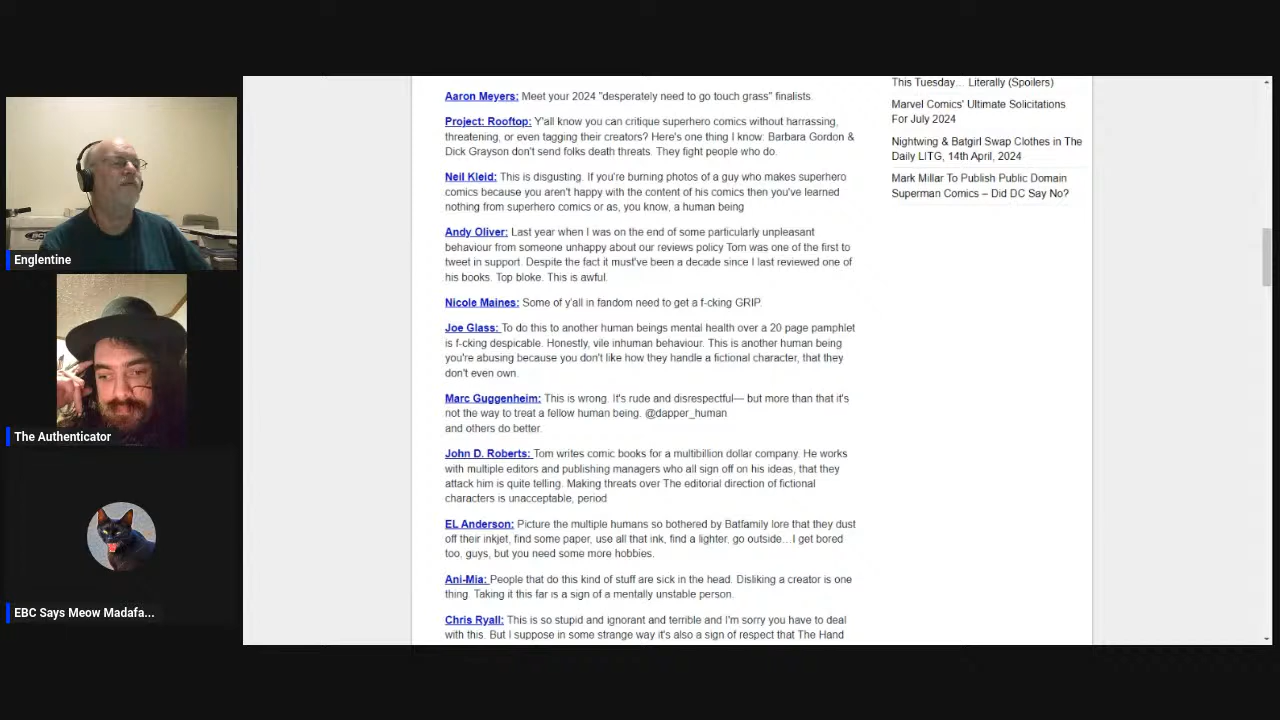 Aaron Meyers: Meet your 2024 "desperately need to go touch grass" finalists.
Project: Rooftop: Y'all know you can critique superhero comics without harrassing,
threatening, or even tagging their creators? Here's one thing I know: Barbara Gordon &
Dick Grayson don't send folks death threats. They fight people who do.
Neil Kleid: This is disgusting. If you're burning photos of a guy who makes superhero
comics because you aren't happy with the content of his comics then you've learned
nothing from superhero comics or as, you know, a human being
Andy Oliver: Last year when I was on the end of some particularly unpleasant
behaviour from someone unhappy about our reviews policy Tom was one of the first to
tweet in support. Despite the fact it must've been a decade since I last reviewed one of
his books. Top bloke. This is awful.
Nicole Maines: Some of y'all in fandom need to get a f-cking GRIP.
Joe Glass: To do this to another human beings mental health over a 20 page pamphlet
is f-cking despicable. Honestly, vile inhuman behaviour. This is another human being
you're abusing because you don't like how they handle a fictional character, that they
don't even own.
Marc Guggenheim: This is wrong. It's rude and disrespectful— but more than that it's
not the way to treat a fellow human being. @dapper_human
and others do better.
John D. Roberts: Tom writes comic books for a multibillion dollar company. He works
with multiple editors and publishing managers who all sign off on his ideas, that they
attack him is quite telling. Making threats over The editorial direction of fictional
characters is unacceptable, period
EL Anderson: Picture the multiple humans so bothered by Batfamily lore that they dust
off their inkjet, find some paper, use all that ink, find a lighter, go outside…I get bored
too, guys, but you need some more hobbies.
Ani-Mia: People that do this kind of stuff are sick in the head. Disliking a creator is one
thing. Taking it this far is a sign of a mentally unstable person.
Chris Ryall: This is so stupid and ignorant and terrible and I'm sorry you have to deal
with this. But I suppose in some strange way it's also a sign of respect that The Hand
This Tuesday... Literally (Spoilers)
Marvel Comics' Ultimate Solicitations
For July 2024
Nightwing & Batgirl Swap Clothes in The
Daily LITG, 14th April, 2024
Mark Millar To Publish Public Domain
Superman Comics – Did DC Say No?
Englentine
The Authenticator
EBC Says Meow Madafa...